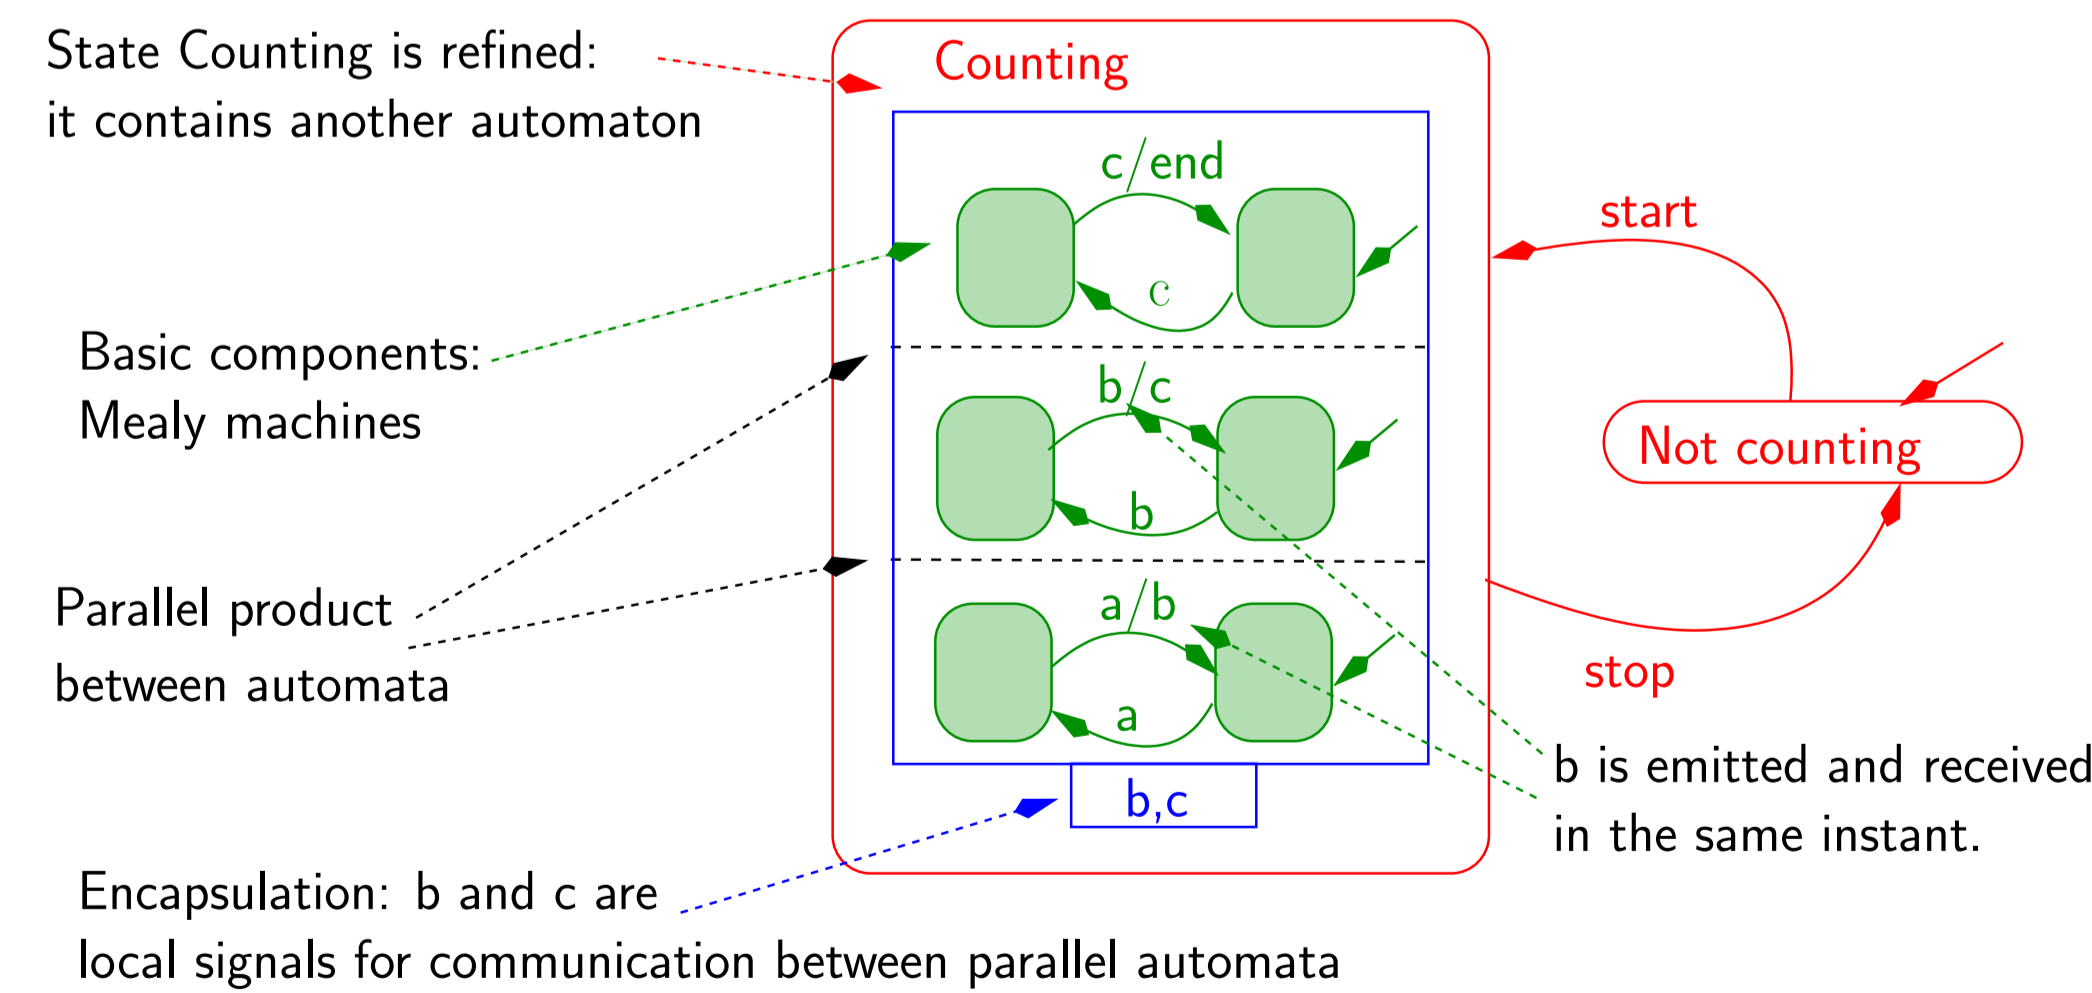 State Counting is refined:
it contains another automaton
Counting
c/end
c
start
Basic components:
Mealy machines
b/c
b
Not counting
Parallel product
between automata
a/b
a
stop
b is emitted and received
in the same instant.
b,c
Encapsulation: b and c are
local signals for communication between parallel automata